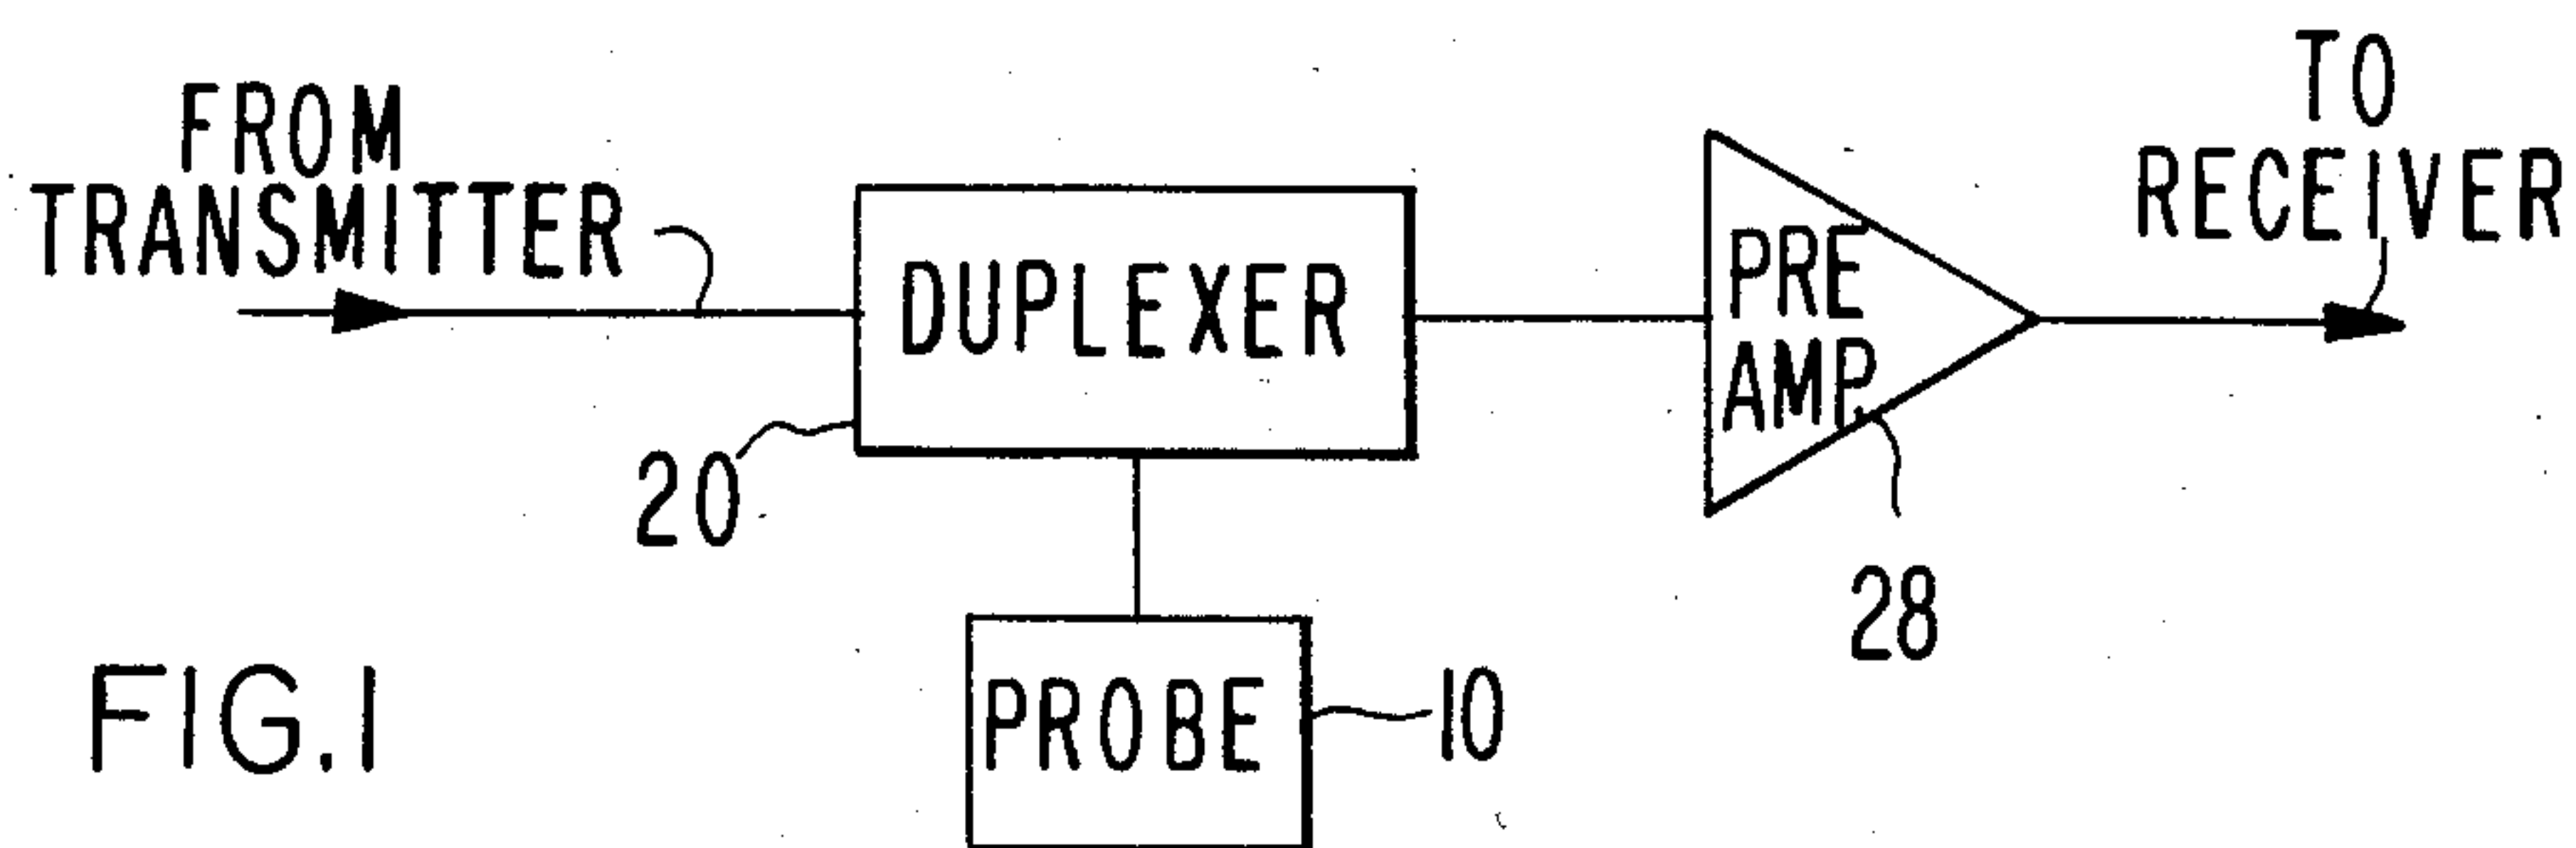 FROM
TRANSMITTER
DUPLEXER
PRE
AMP.
TO
RECEIVER
20
28
PROBE
10
FIG.1